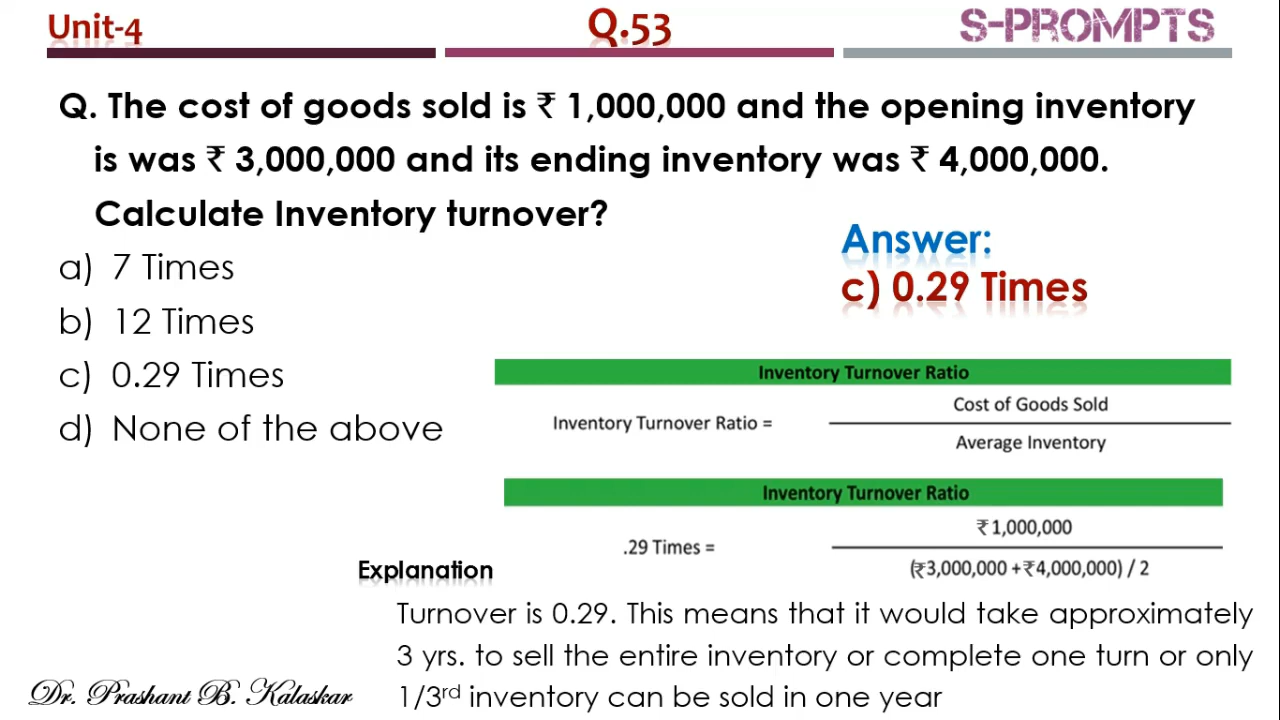 Unit-4
Q.53
S-PROMPTS
Q. The cost of goods sold is ₹ 1,000,000 and the opening inventory
is was ₹ 3,000,000 and its ending inventory was ₹ 4,000,000.
Calculate Inventory turnover?
a) 7 Times
b) 12 Times
c) 0.29 Times
d) None of the above
Answer:
c) 0.29 Times
Inventory Turnover Ratio
Inventory Turnover Ratio =
Cost of Goods Sold
Average Inventory
Inventory Turnover Ratio
.29 Times =
₹1,000,000
(₹3,000,000 +₹4,000,000) / 2
Explanation
Turnover is 0.29. This means that it would take approximately
3 yrs. to sell the entire inventory or complete one turn or only
1/3rd inventory can be sold in one year
Dr. Prashant B. Kalaskar